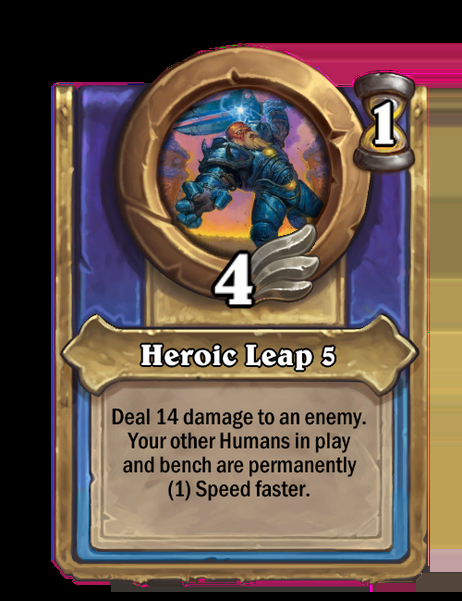 1
4
Heroic Leap 5
Deal 14 damage to an enemy.
Your other Humans in play
and bench are permanently
(1) Speed faster.